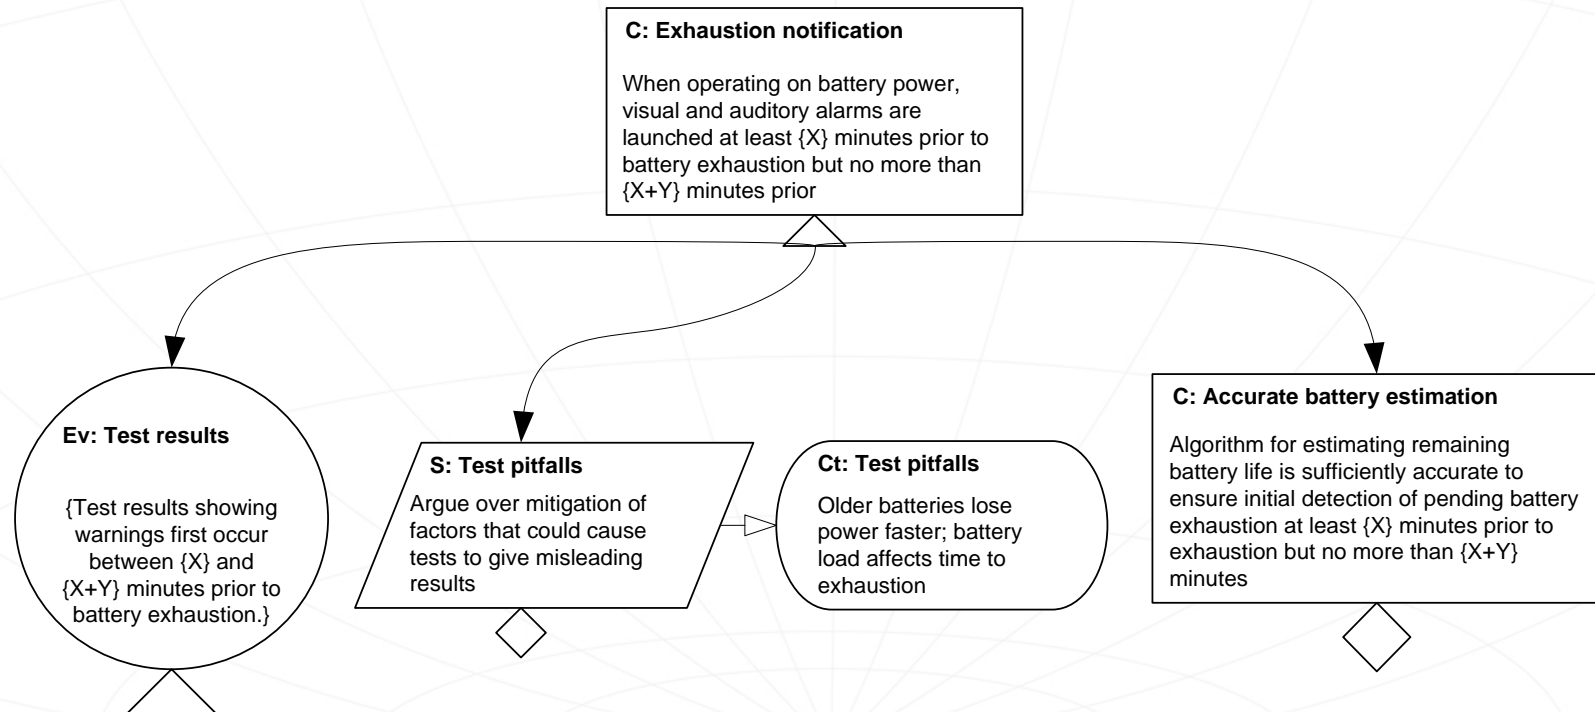 C: Exhaustion notification
When operating on battery power,
visual and auditory alarms are
launched at least {X} minutes prior to
battery exhaustion but no more than
{X+Y} minutes prior
Ev: Test results
{Test results showing
warnings first occur
between {X} and
{X+Y} minutes prior to
battery exhaustion.}
S: Test pitfalls
Argue over mitigation of
factors that could cause
tests to give misleading
results
Ct: Test pitfalls
Older batteries lose
power faster; battery
load affects time to
exhaustion
C: Accurate battery estimation
Algorithm for estimating remaining
battery life is sufficiently accurate to
ensure initial detection of pending battery
exhaustion at least {X} minutes prior to
exhaustion but no more than {X+Y}
minutes